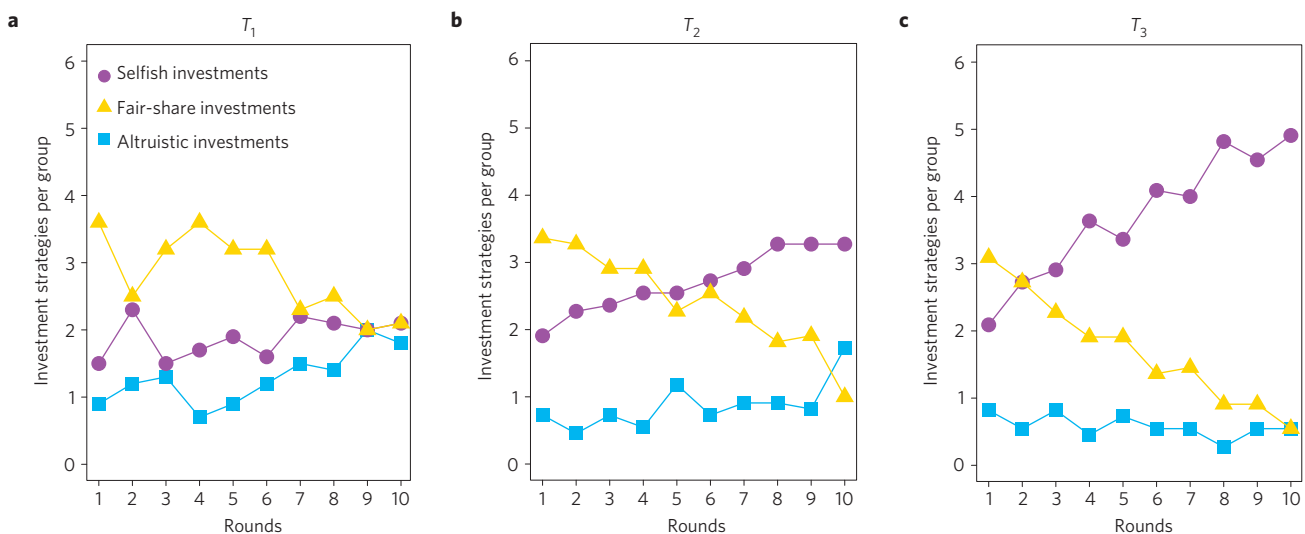 a
T1
Investment strategies per group
6
5
4
3
2
1
0
Selfish investments
Fair-share investments
Altruistic investments
1 2 3 4 5 6 7 8 9 10
Rounds
b
T2
Investment strategies per group
6
5
4
3
2
1
0
1 2 3 4 5 6 7 8 9 10
Rounds
c
T3
Investment strategies per group
6
5
4
3
2
1
0
1 2 3 4 5 6 7 8 9 10
Rounds